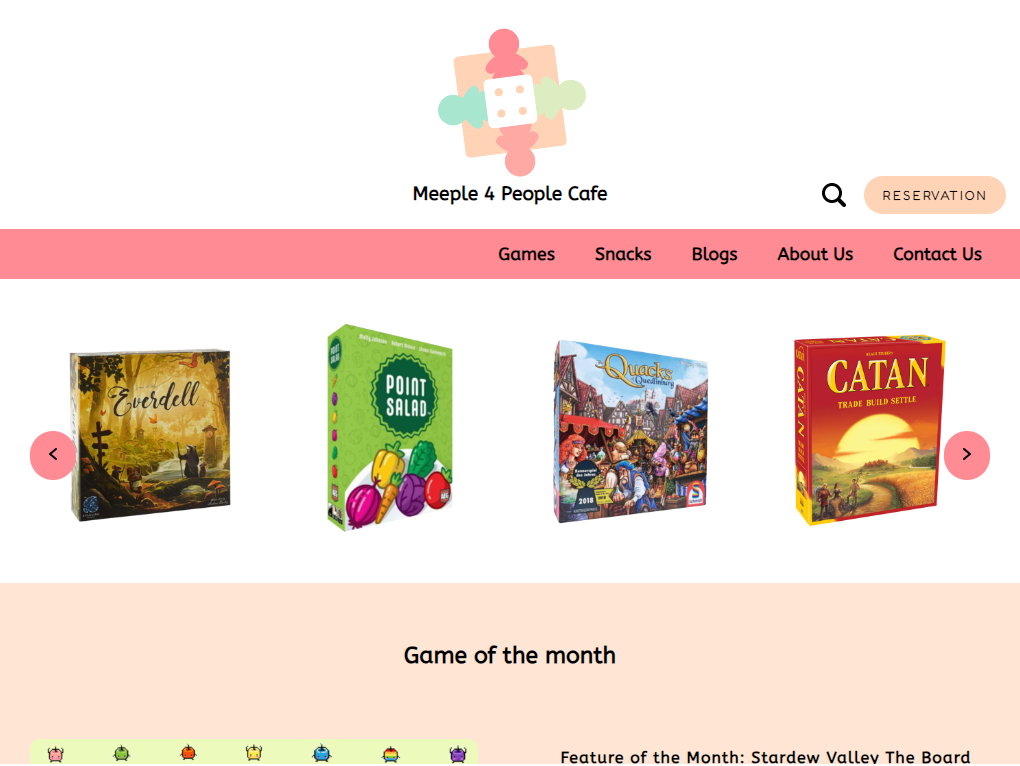 Meeple 4 People Cafe
RESERVATION
Games Snacks Blogs About Us Contact Us
Everdell
POINT
SALAD
Quacks
of Quedlinburg
2018
CATAN
TRADE BUILD SETTLE
CATAN
Game of the month
Feature of the Month: Stardew Valley The Board